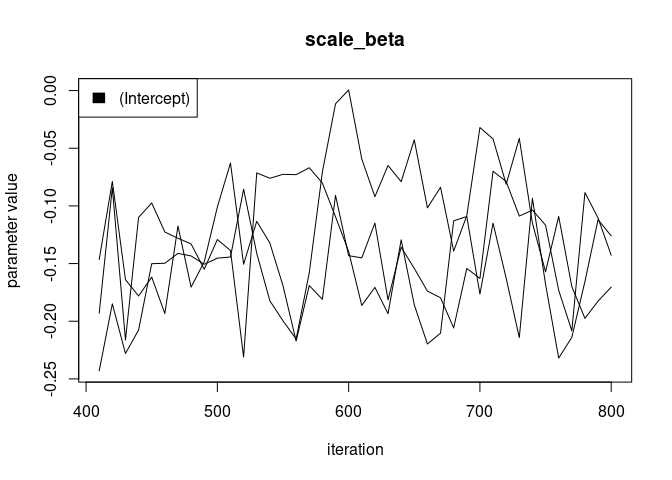 scale_beta
(Intercept)
parameter value
0.00
-0.05
-0.10
-0.15
-0.20
-0.25
400 500 600 700 800
iteration